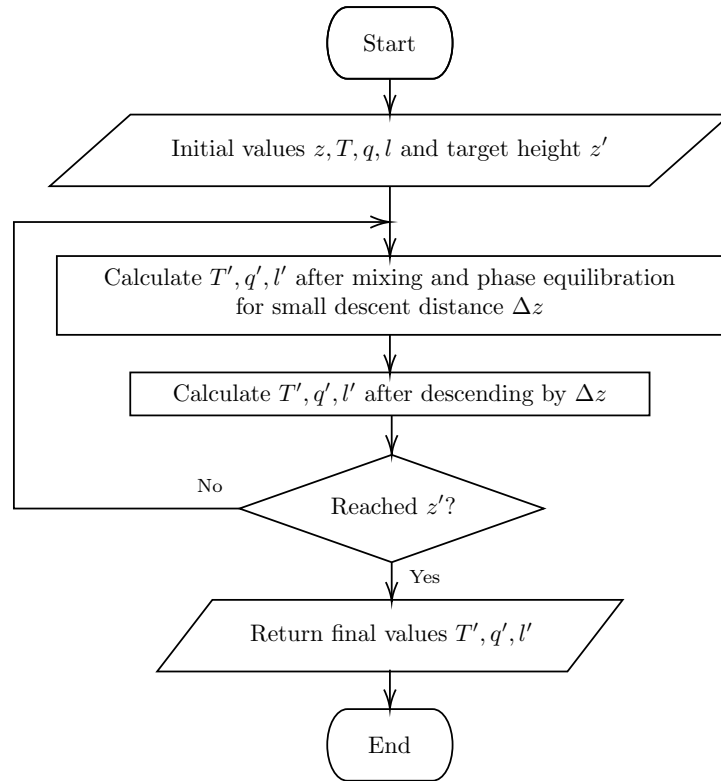 Start
Initial values z, T, q, l and target height z′
Calculate T′, q′, l′ after mixing and phase equilibration
for small descent distance Δz
Calculate T′, q′, l′ after descending by Δz
No
Reached z′?
Yes
Return final values T′, q′, l′
End